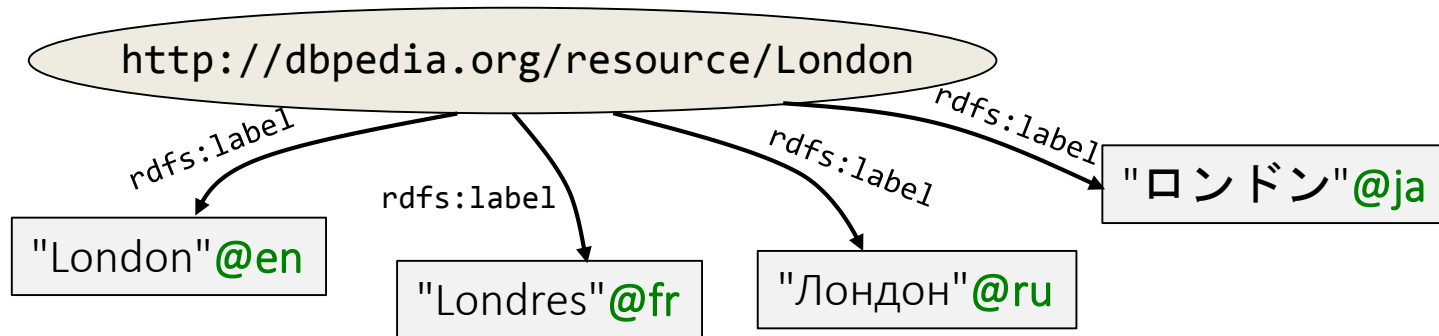 http://dbpedia.org/resource/London
rdfs:label
rdfs:label
rdfs:label
rdfs:label
"London"@en
"Londres"@fr
"Лондон"@ru
"ロンドン"@ja